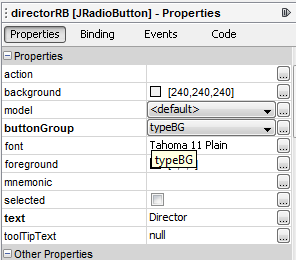 directorRB [JRadioButton] - Properties
Properties Binding Events Code
Properties
action ...
background [240,240,240] ...
model <default> ...
buttonGroup typeBG ...
font Tahoma 11 Plain ...
typeBG
foreground ...
mnemonic ...
selected ...
text Director ...
toolTipText null ...
Other Properties